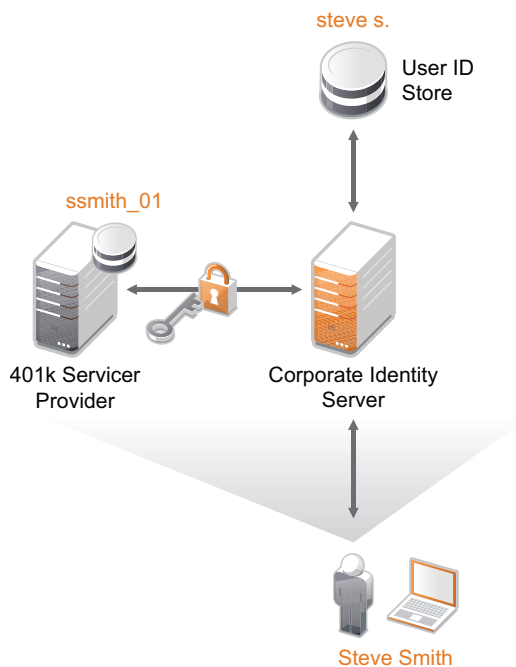 steve s.
User ID
Store
ssmith_01
401k Servicer
Provider
Corporate Identity
Server
Steve Smith